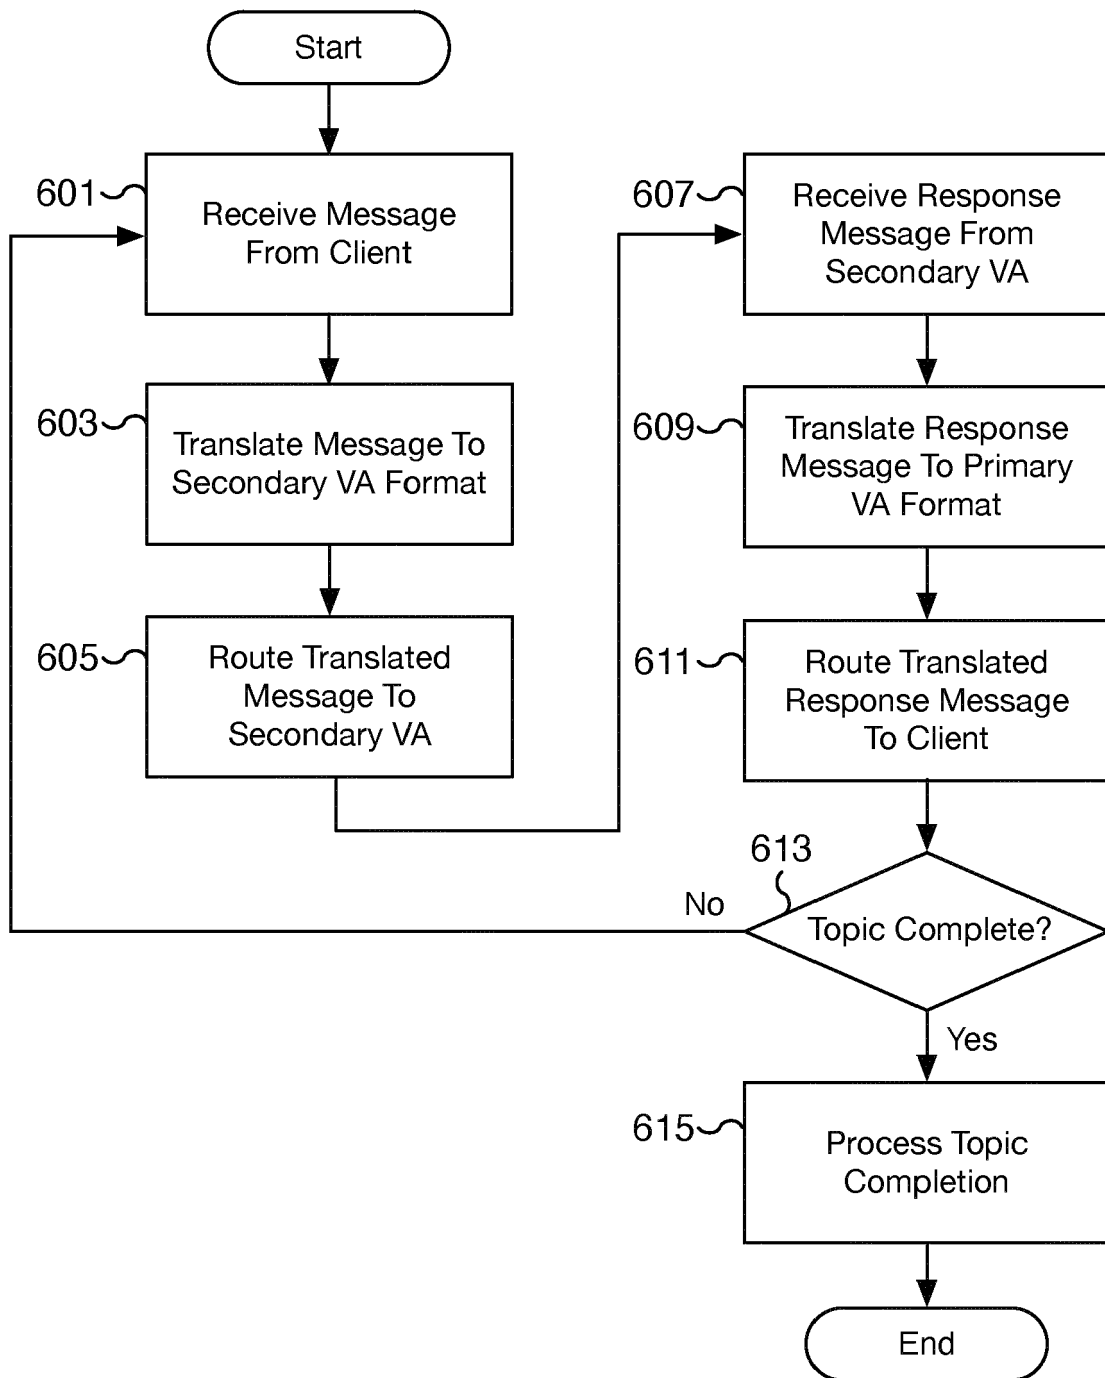 Start
601
Receive Message
From Client
603
Translate Message To
Secondary VA Format
605
Route Translated
Message To
Secondary VA
607
Receive Response
Message From
Secondary VA
609
Translate Response
Message To Primary
VA Format
611
Route Translated
Response Message
To Client
613
No
Topic Complete?
Yes
615
Process Topic
Completion
End